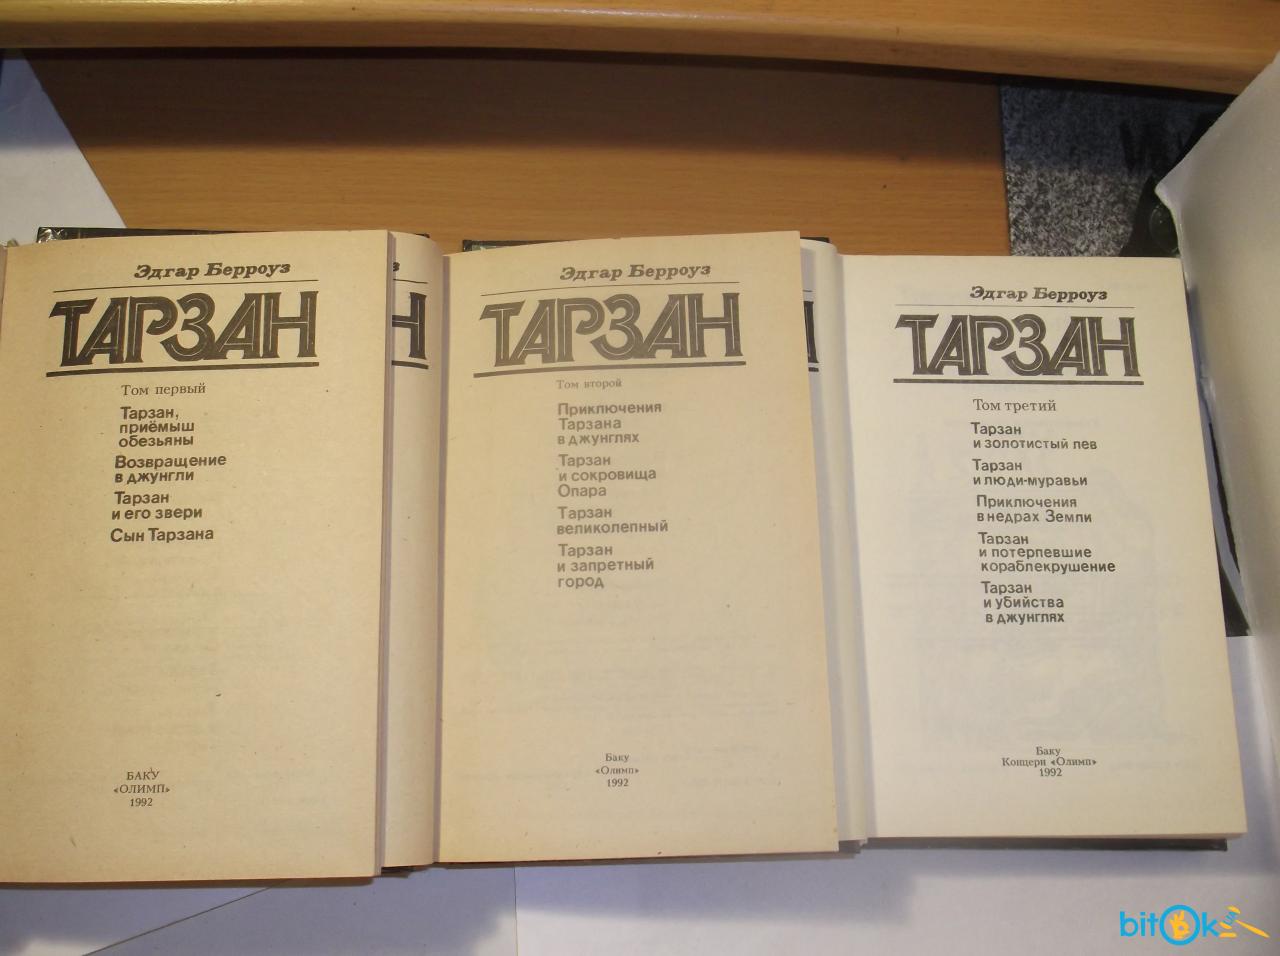 Эдгар Берроуз
ТАРЗАН
Том первый
Тарзан,
приёмыш
обезьяны
Возвращение
в джунгли
Тарзан
и его звери
Сын Тарзана
БАКУ
«ОЛИМП»
1992
Эдгар Берроуз
ТАРЗАН
Том второй
Приключения
Тарзана
в джунглях
Тарзан
и сокровища
Опара
Тарзан
великолепный
Тарзан
и запретный
город
Баку
«Олимп»
1992
Эдгар Берроуз
ТАРЗАН
Том третий
Тарзан
и золотистый лев
Тарзан
и люди-муравьи
Приключения
в недрах Земли
Тарзан
и потерпевшие
кораблекрушение
Тарзан
и убийства
в джунглях
Баку
Концерн «Олимп»
1992
bitOk